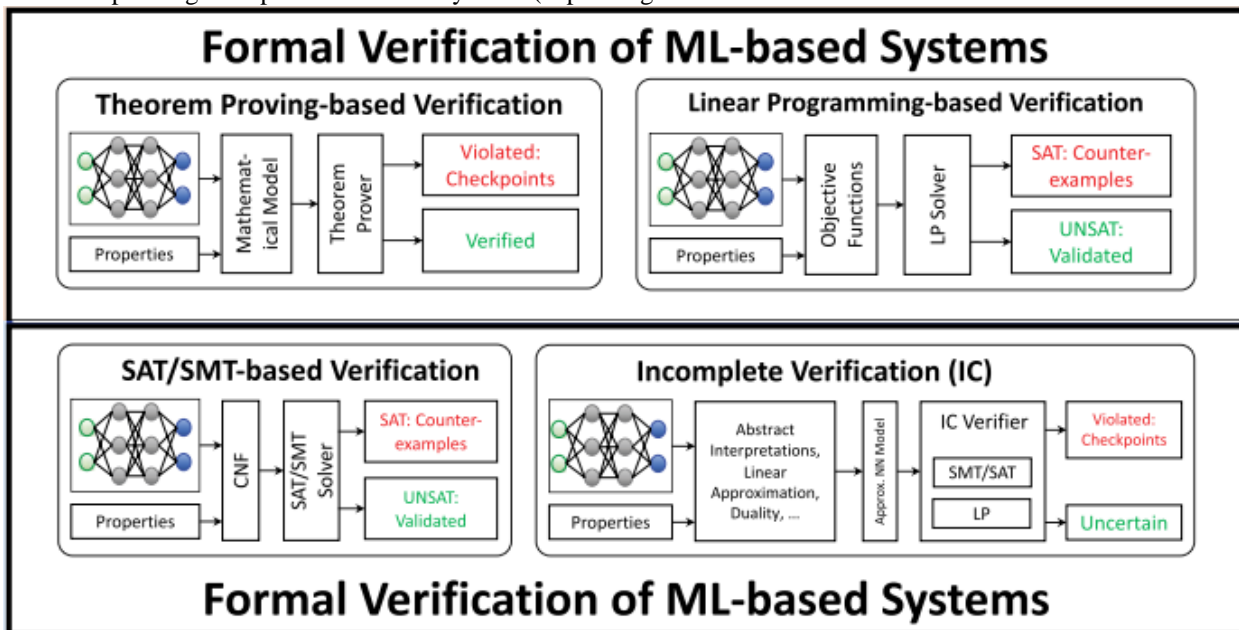 Formal Verification of ML-based Systems
Theorem Proving-based Verification
Properties
Mathemat-
ical Model
Theorem
Prover
Violated:
Checkpoints
Verified
Linear Programming-based Verification
Properties
Objective
Functions
LP Solver
SAT: Counter-
examples
UNSAT:
Validated
SAT/SMT-based Verification
Properties
CNF
SAT/SMT
Solver
SAT: Counter-
examples
UNSAT:
Validated
Incomplete Verification (IC)
Properties
Abstract
Interpretations,
Linear
Approximation,
Duality, ...
Approx. NN Model
IC Verifier
SMT/SAT
LP
Violated:
Checkpoints
Uncertain
Formal Verification of ML-based Systems